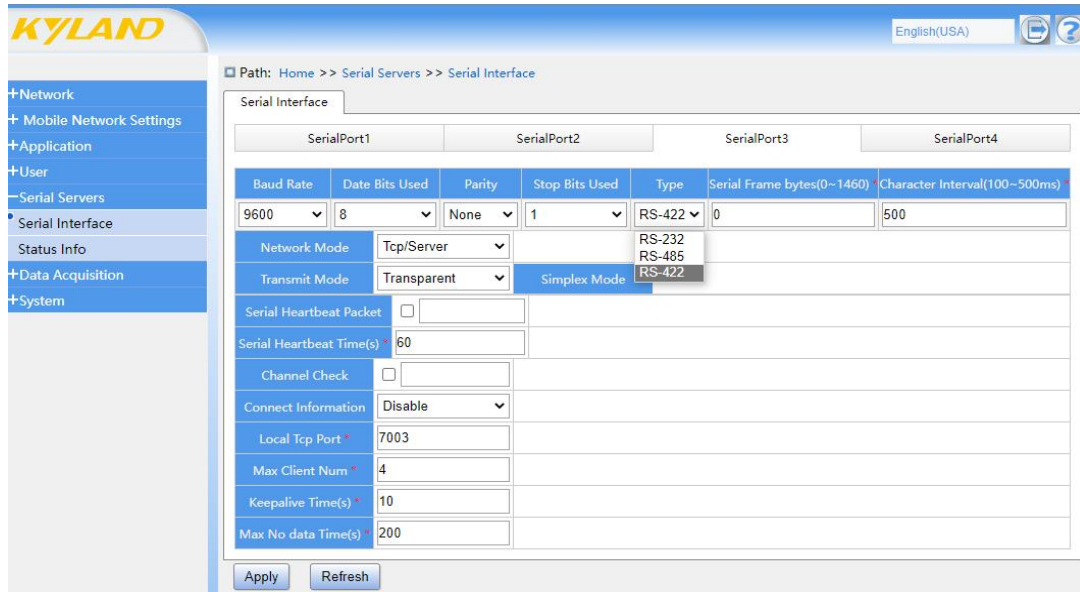 KYLAND
English(USA)
Path: Home >> Serial Servers >> Serial Interface
+Network
+ Mobile Network Settings
+Application
+User
−Serial Servers
Serial Interface
Status Info
+Data Acquisition
+System
Serial Interface
SerialPort1 SerialPort2 SerialPort3 SerialPort4
Baud Rate Date Bits Used Parity Stop Bits Used Type Serial Frame bytes(0~1460) * Character Interval(100~500ms) *
9600 8 None 1 RS-422 0 500
RS-232
RS-485
RS-422
Network Mode Tcp/Server
Transmit Mode Transparent Simplex Mode
Serial Heartbeat Packet
Serial Heartbeat Time(s) * 60
Channel Check
Connect Information Disable
Local Tcp Port * 7003
Max Client Num * 4
Keepalive Time(s) * 10
Max No data Time(s) * 200
Apply Refresh